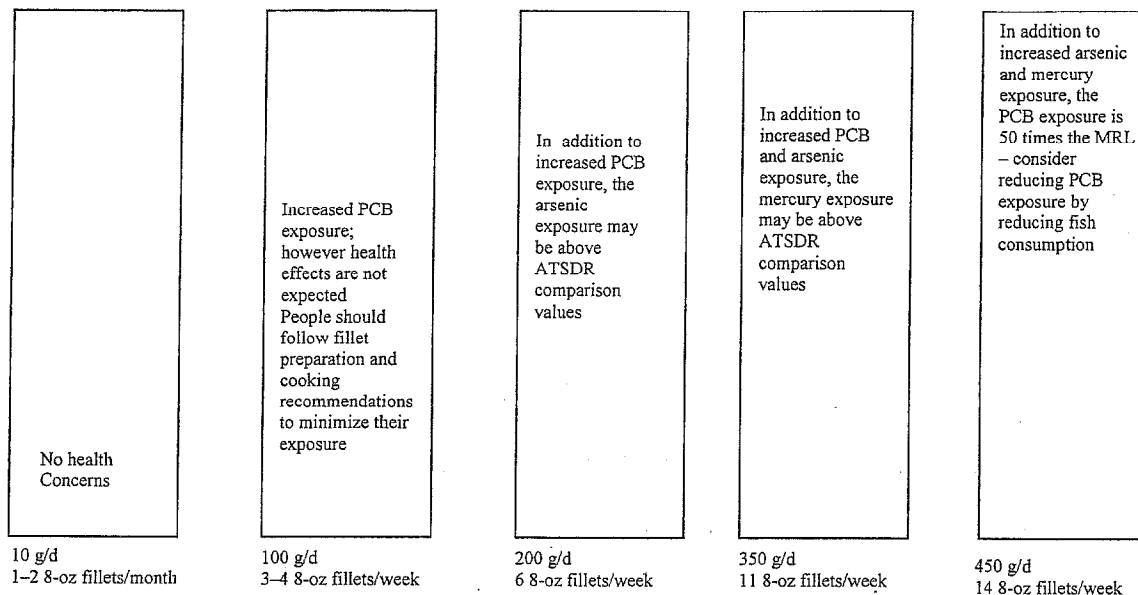 No health
Concerns
10 g/d
1–2 8-oz fillets/month
Increased PCB
exposure;
however health
effects are not
expected
People should
follow fillet
preparation and
cooking
recommendations
to minimize their
exposure
100 g/d
3–4 8-oz fillets/week
In addition to
increased PCB
exposure, the
arsenic
exposure may
be above
ATSDR
comparison
values
200 g/d
6 8-oz fillets/week
In addition to
increased PCB
and arsenic
exposure, the
mercury exposure
may be above
ATSDR
comparison
values
350 g/d
11 8-oz fillets/week
In addition to
increased arsenic
and mercury
exposure, the
PCB exposure is
50 times the MRL
– consider
reducing PCB
exposure by
reducing fish
consumption
450 g/d
14 8-oz fillets/week